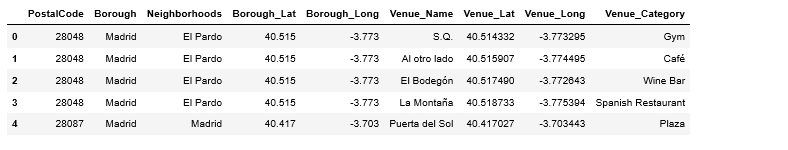 PostalCode Borough Neighborhoods Borough_Lat Borough_Long Venue_Name Venue_Lat Venue_Long Venue_Category
0 28048 Madrid El Pardo 40.515 -3.773 S.Q. 40.514332 -3.773295 Gym
1 28048 Madrid El Pardo 40.515 -3.773 Al otro lado 40.515907 -3.774495 Café
2 28048 Madrid El Pardo 40.515 -3.773 El Bodegón 40.517490 -3.772643 Wine Bar
3 28048 Madrid El Pardo 40.515 -3.773 La Montaña 40.518733 -3.775394 Spanish Restaurant
4 28087 Madrid Madrid 40.417 -3.703 Puerta del Sol 40.417027 -3.703443 Plaza